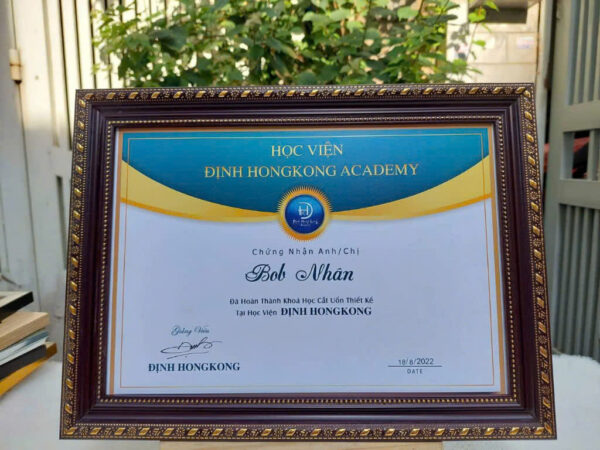 HỌC VIỆN
ĐỊNH HONGKONG ACADEMY
Chứng Nhận Anh/Chị
Bob Nhân
Đã Hoàn Thành Khoá Học Cắt Uốn Thiết Kế
Tại Học Viện ĐỊNH HONGKONG
Giảng Viên
ĐỊNH HONGKONG
18/6/2022
DATE